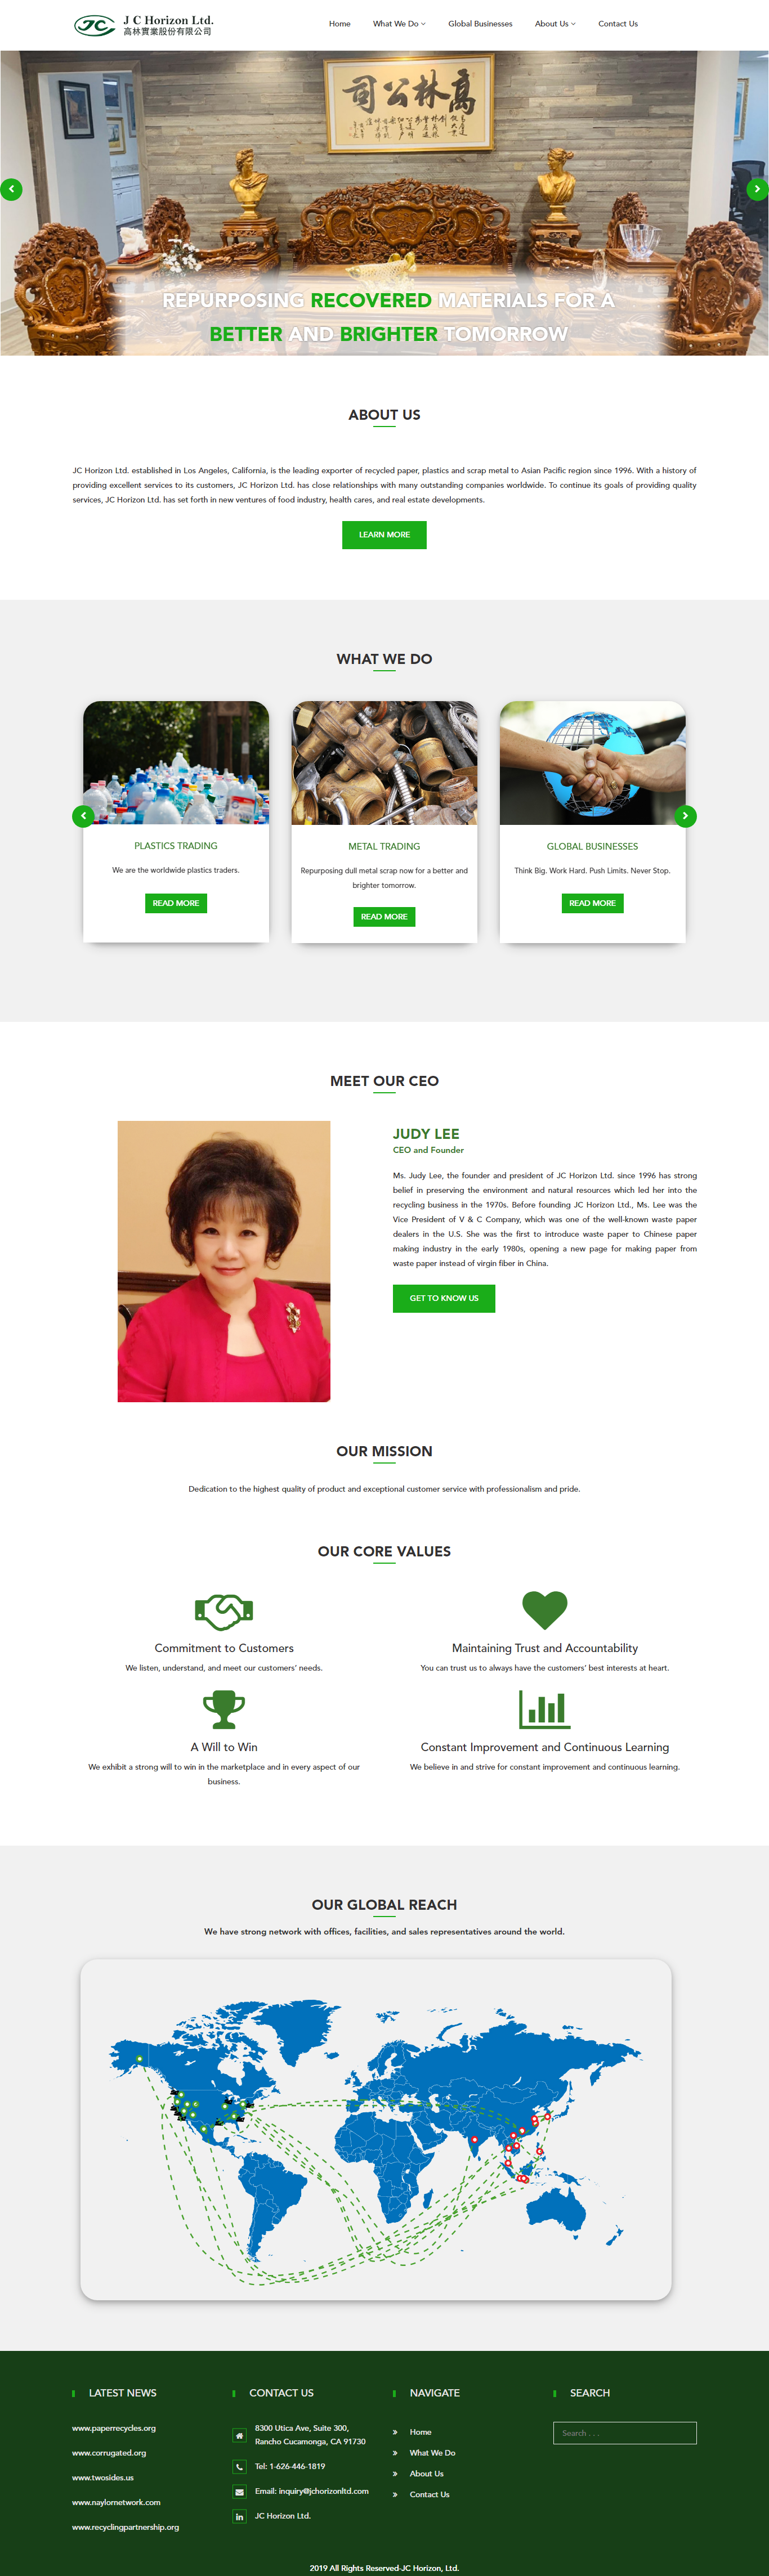 J C Horizon Ltd.
高林實業股份有限公司
Home
What We Do
Global Businesses
About Us
Contact Us
司公林高
REPURPOSING RECOVERED MATERIALS FOR A
BETTER AND BRIGHTER TOMORROW
ABOUT US
JC Horizon Ltd. established in Los Angeles, California, is the leading exporter of recycled paper, plastics and scrap metal to Asian Pacific region since 1996. With a history of
providing excellent services to its customers, JC Horizon Ltd. has close relationships with many outstanding companies worldwide. To continue its goals of providing quality
services, JC Horizon Ltd. has set forth in new ventures of food industry, health cares, and real estate developments.
LEARN MORE
WHAT WE DO
PLASTICS TRADING
We are the worldwide plastics traders.
READ MORE
METAL TRADING
Repurposing dull metal scrap now for a better and
brighter tomorrow.
READ MORE
GLOBAL BUSINESSES
Think Big. Work Hard. Push Limits. Never Stop.
READ MORE
MEET OUR CEO
JUDY LEE
CEO and Founder
Ms. Judy Lee, the founder and president of JC Horizon Ltd. since 1996 has strong
belief in preserving the environment and natural resources which led her into the
recycling business in the 1970s. Before founding JC Horizon Ltd., Ms. Lee was the
Vice President of V & C Company, which was one of the well-known waste paper
dealers in the U.S. She was the first to introduce waste paper to Chinese paper
making industry in the early 1980s, opening a new page for making paper from
waste paper instead of virgin fiber in China.
GET TO KNOW US
OUR MISSION
Dedication to the highest quality of product and exceptional customer service with professionalism and pride.
OUR CORE VALUES
Commitment to Customers
We listen, understand, and meet our customers' needs.
Maintaining Trust and Accountability
You can trust us to always have the customers' best interests at heart.
A Will to Win
We exhibit a strong will to win in the marketplace and in every aspect of our
business.
Constant Improvement and Continuous Learning
We believe in and strive for constant improvement and continuous learning.
OUR GLOBAL REACH
We have strong network with offices, facilities, and sales representatives around the world.
LATEST NEWS
www.paperrecycles.org
www.corrugated.org
www.twosides.us
www.naylornetwork.com
www.recyclingpartnership.org
CONTACT US
8300 Utica Ave, Suite 300,
Rancho Cucamonga, CA 91730
Tel: 1-626-446-1819
Email: inquiry@jchorizonltd.com
JC Horizon Ltd.
NAVIGATE
Home
What We Do
About Us
Contact Us
SEARCH
Search . . .
2019 All Rights Reserved-JC Horizon, Ltd.